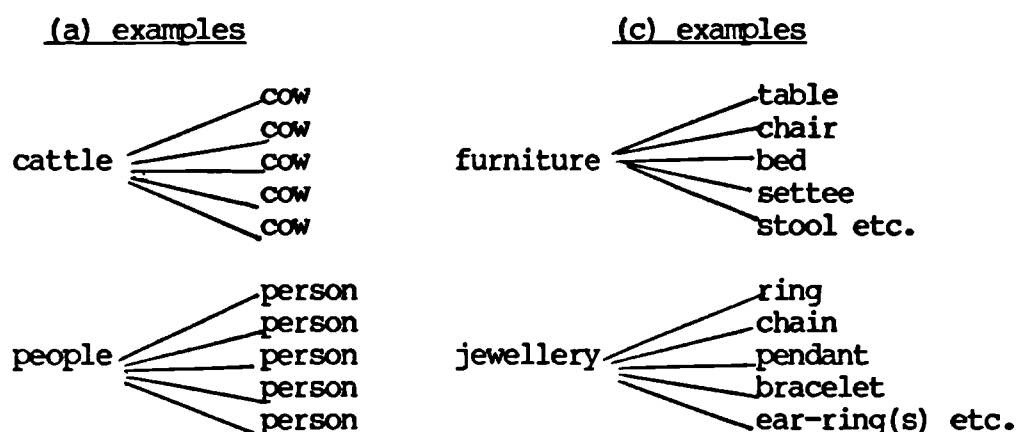 (a) examples
cattle
cow
cow
cow
cow
cow
people
person
person
person
person
person
(c) examples
furniture
table
chair
bed
settee
stool etc.
jewellery
ring
chain
pendant
bracelet
ear-ring(s) etc.